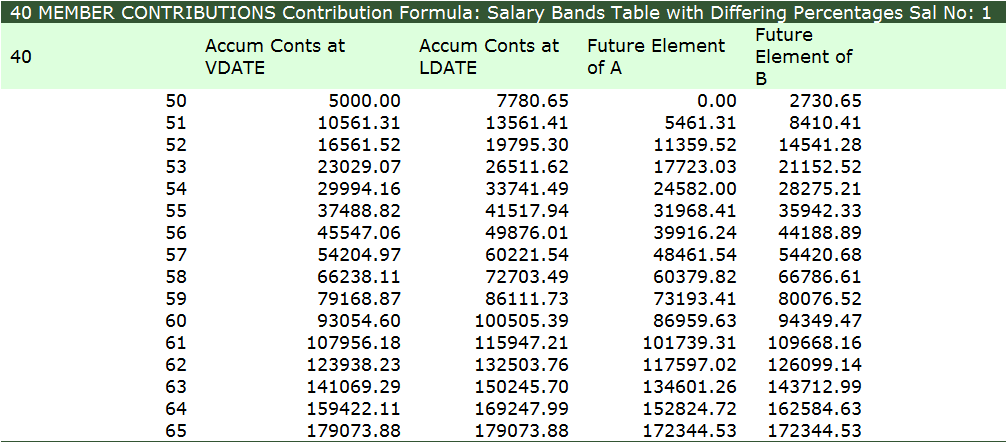 40 MEMBER CONTRIBUTIONS Contribution Formula: Salary Bands Table with Differing Percentages Sal No: 1
40 Accum Conts at VDATE Accum Conts at LDATE Future Element of A Future Element of B
50 5000.00 7780.65 0.00 2730.65
51 10561.31 13561.41 5461.31 8410.41
52 16561.52 19795.30 11359.52 14541.28
53 23029.07 26511.62 17723.03 21152.52
54 29994.16 33741.49 24582.00 28275.21
55 37488.82 41517.94 31968.41 35942.33
56 45547.06 49876.01 39916.24 44188.89
57 54204.97 60221.54 48461.54 54420.68
58 66238.11 72703.49 60379.82 66786.61
59 79168.87 86111.73 73193.41 80076.52
60 93054.60 100505.39 86959.63 94349.47
61 107956.18 115947.21 101739.31 109668.16
62 123938.23 132503.76 117597.02 126099.14
63 141069.29 150245.70 134601.26 143712.99
64 159422.11 169247.99 152824.72 162584.63
65 179073.88 179073.88 172344.53 172344.53